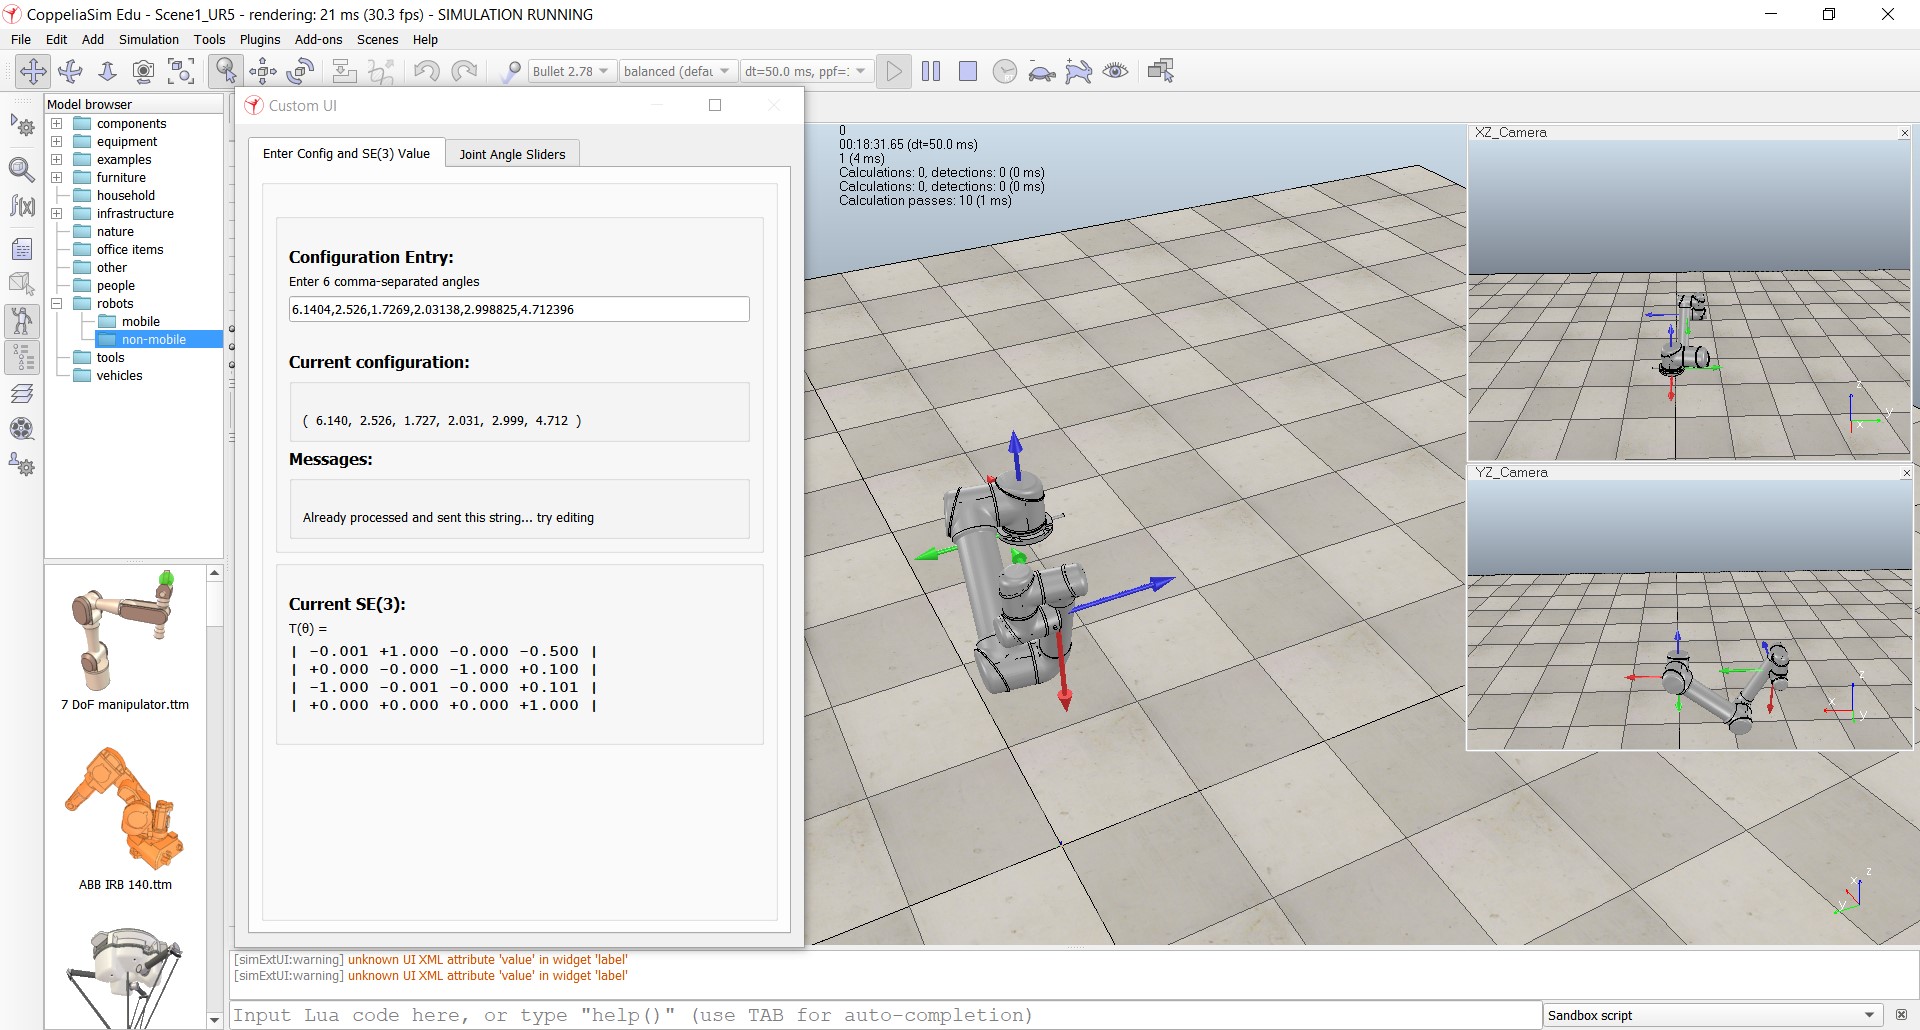 CoppeliaSim Edu - Scene1_UR5 - rendering: 21 ms (30.3 fps) - SIMULATION RUNNING
File Edit Add Simulation Tools Plugins Add-ons Scenes Help
Bullet 2.78 balanced (defau dt=50.0 ms, ppf=
Model browser
components
equipment
examples
furniture
household
infrastructure
nature
office items
other
people
robots
mobile
non-mobile
tools
vehicles
7 DoF manipulator.ttm
ABB IRB 140.ttm
Custom UI
Enter Config and SE(3) Value Joint Angle Sliders
Configuration Entry:
Enter 6 comma-separated angles
6.1404,2.526,1.7269,2.03138,2.998825,4.712396
Current configuration:
( 6.140, 2.526, 1.727, 2.031, 2.999, 4.712 )
Messages:
Already processed and sent this string... try editing
Current SE(3):
T(θ) =
| -0.001 +1.000 -0.000 -0.500 |
| +0.000 -0.000 -1.000 +0.100 |
| -1.000 -0.001 -0.000 +0.101 |
| +0.000 +0.000 +0.000 +1.000 |
0
00:18:31.65 (dt=50.0 ms)
1 (4 ms)
Calculations: 0, detections: 0 (0 ms)
Calculations: 0, detections: 0 (0 ms)
Calculation passes: 10 (1 ms)
XZ_Camera
z
y
x
YZ_Camera
z
x
y
x z
y
[simExtUI:warning] unknown UI XML attribute 'value' in widget 'label'
[simExtUI:warning] unknown UI XML attribute 'value' in widget 'label'
Input Lua code here, or type "help()" (use TAB for auto-completion)
Sandbox script